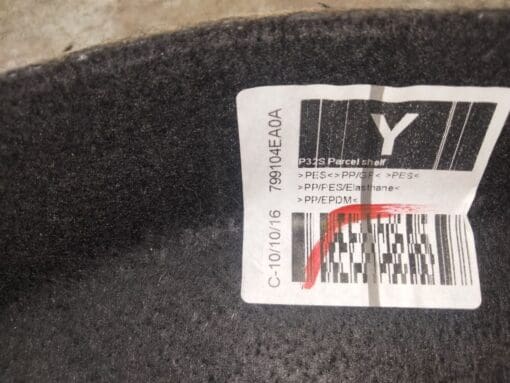 Y
P32S Parcel shelf
>PES<>PP/GF< >PES<
>PP/PES/Elasthane<
>PP/EPDM<
C-10/10/16 799104EA0A